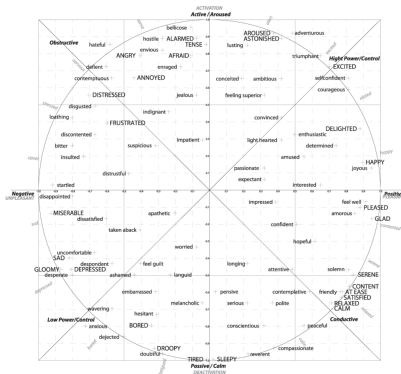 ACTIVATION
Active / Aroused
bellcose
hostile
ALARMED
hateful
TENSE
AROUSED
ASTONISHED
adventurous
lusting
envious
Obstructive
ANGRY
AFRAID
triumphant
Hight Power/Control
defient
enraged
EXCITED
contemptuous
ANNOYED
conceited
ambitious
selfconfident
courageous
DISTRESSED
jealous
feeling superior
disgusted
indignant
loathing
FRUSTRATED
convinced
DELIGHTED
discontented
enthusiastic
bitter
suspicious
Impatient
light hearted
determined
insulted
amused
HAPPY
distrustful
passionate
joyous
expectant
startled
interested
Negative
UNPLEASANT
disappointed
impressed
feel well
PLEASED
MISERABLE
dissatisfied
apathetic
amorous
GLAD
confident
taken aback
worried
hopeful
uncomfortable
SAD
despondent
feel guilt
longing
GLOOMY
DEPRESSED
attentive
solemn
SERENE
desperate
ashamed
languid
CONTENT
embarrassed
pensive
contemplative
friendly
AT EASE
SATISFIED
melancholic
serious
polite
RELAXED
wavering
hesitant
CALM
Low Power/Control
Conductive
anxious
BORED
conscientious
peaceful
dejected
DROOPY
compassionate
doubtful
reverent
TIRED
SLEEPY
Passive / Calm
DEACTIVATION